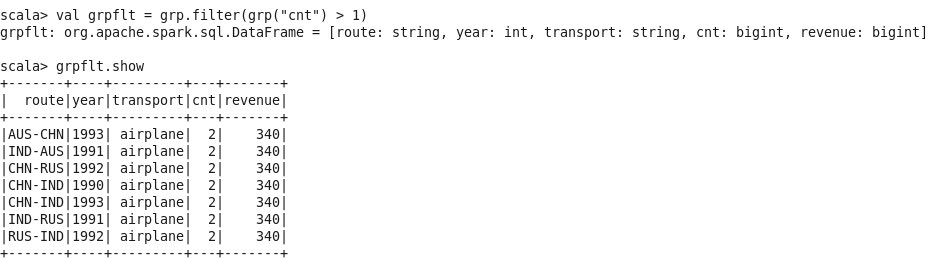 scala> val grpflt = grp.filter(grp("cnt") > 1)
grpflt: org.apache.spark.sql.DataFrame = [route: string, year: int, transport: string, cnt: bigint, revenue: bigint]

scala> grpflt.show
+-------+----+---------+---+-------+
|  route|year|transport|cnt|revenue|
+-------+----+---------+---+-------+
|AUS-CHN|1993| airplane|  2|    340|
|IND-AUS|1991| airplane|  2|    340|
|CHN-RUS|1992| airplane|  2|    340|
|CHN-IND|1990| airplane|  2|    340|
|CHN-IND|1993| airplane|  2|    340|
|IND-RUS|1991| airplane|  2|    340|
|RUS-IND|1992| airplane|  2|    340|
+-------+----+---------+---+-------+